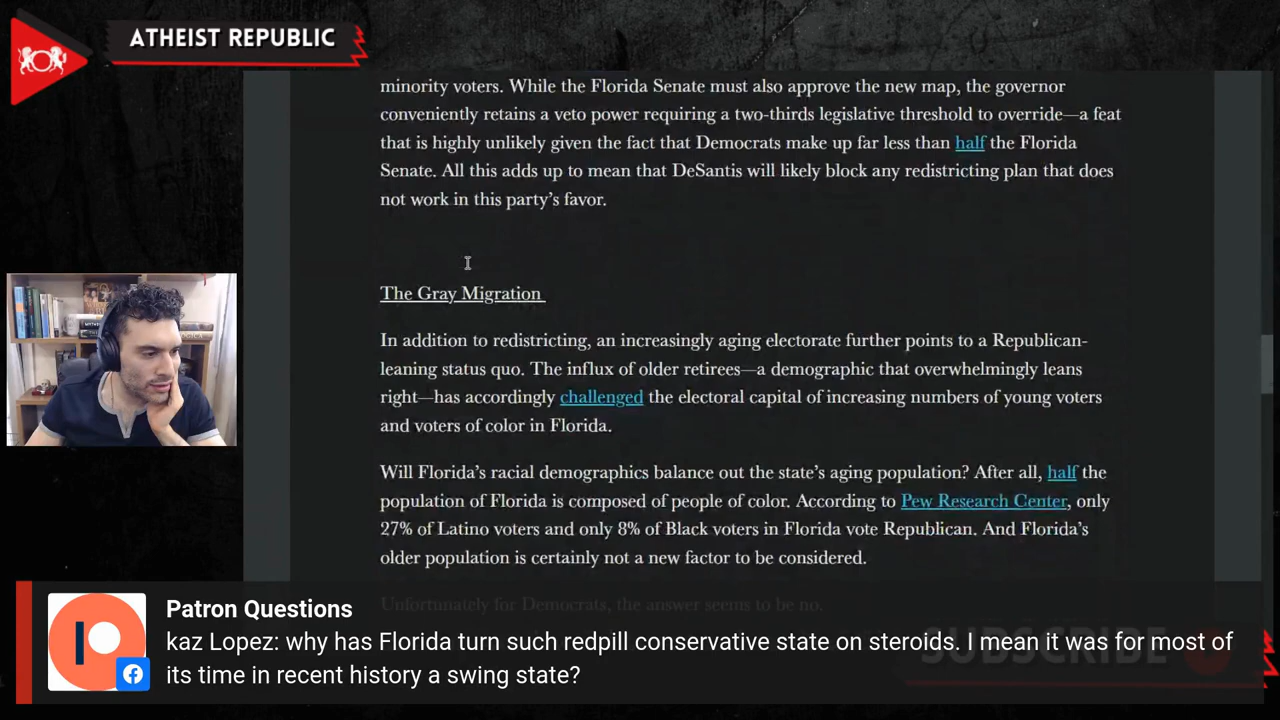 ATHEIST REPUBLIC
minority voters. While the Florida Senate must also approve the new map, the governor
conveniently retains a veto power requiring a two-thirds legislative threshold to override—a feat
that is highly unlikely given the fact that Democrats make up far less than half the Florida
Senate. All this adds up to mean that DeSantis will likely block any redistricting plan that does
not work in this party’s favor.
The Gray Migration
In addition to redistricting, an increasingly aging electorate further points to a Republican-
leaning status quo. The influx of older retirees—a demographic that overwhelmingly leans
right—has accordingly challenged the electoral capital of increasing numbers of young voters
and voters of color in Florida.
Will Florida’s racial demographics balance out the state’s aging population? After all, half the
population of Florida is composed of people of color. According to Pew Research Center, only
27% of Latino voters and only 8% of Black voters in Florida vote Republican. And Florida’s
older population is certainly not a new factor to be considered.
Unfortunately for Democrats, the answer seems to be no.
Patron Questions
kaz Lopez: why has Florida turn such redpill conservative state on steroids. I mean it was for most of
its time in recent history a swing state?
SUBSCRIBE